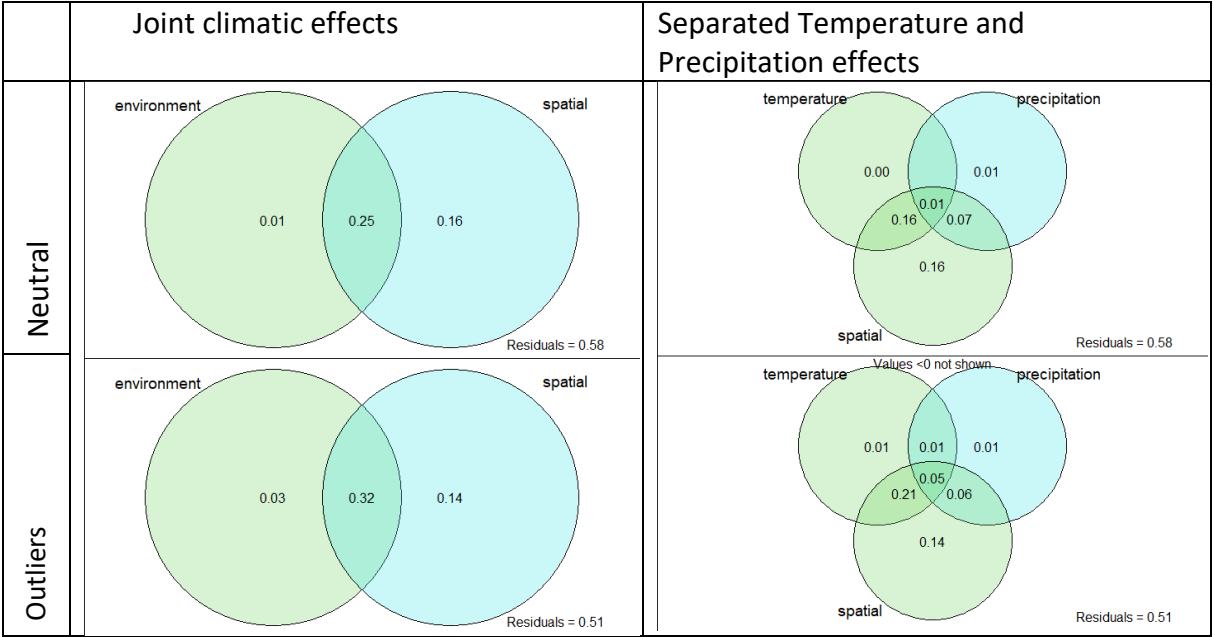 Joint climatic effects
Separated Temperature and
Precipitation effects
Neutral
environment
spatial
0.01
0.25
0.16
Residuals = 0.58
temperature
precipitation
0.00
0.01
0.01
0.16
0.07
0.16
spatial
Residuals = 0.58
Values <0 not shown
Outliers
environment
spatial
0.03
0.32
0.14
Residuals = 0.51
temperature
precipitation
0.01
0.01
0.01
0.05
0.21
0.06
0.14
spatial
Residuals = 0.51